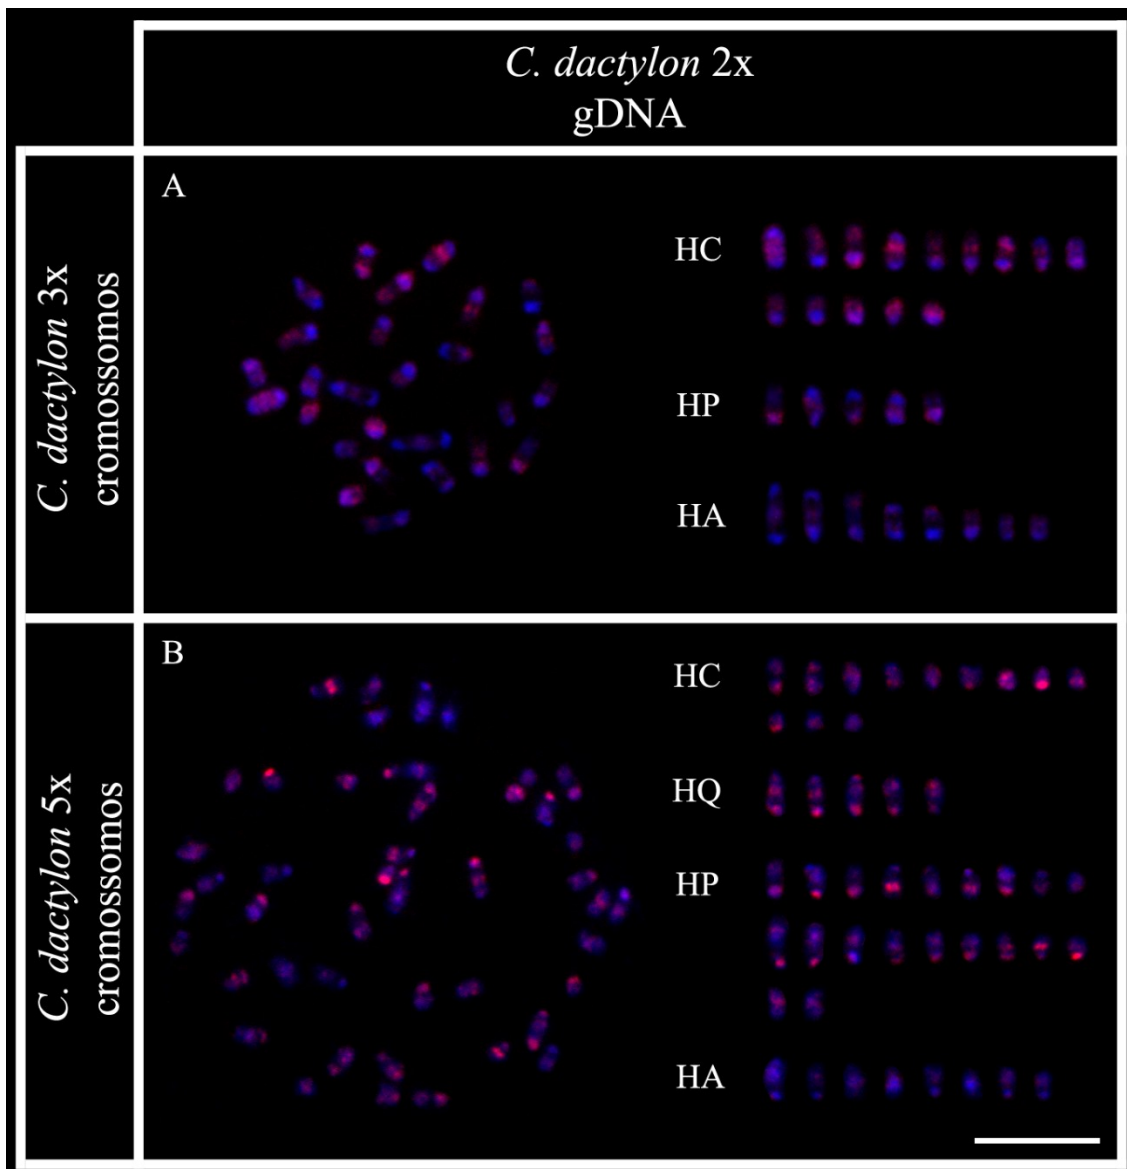 C. dactylon 2x
gDNA
C. dactylon 3x
cromossomos
A
HC
HP
HA
C. dactylon 5x
cromossomos
B
HC
HQ
HP
HA